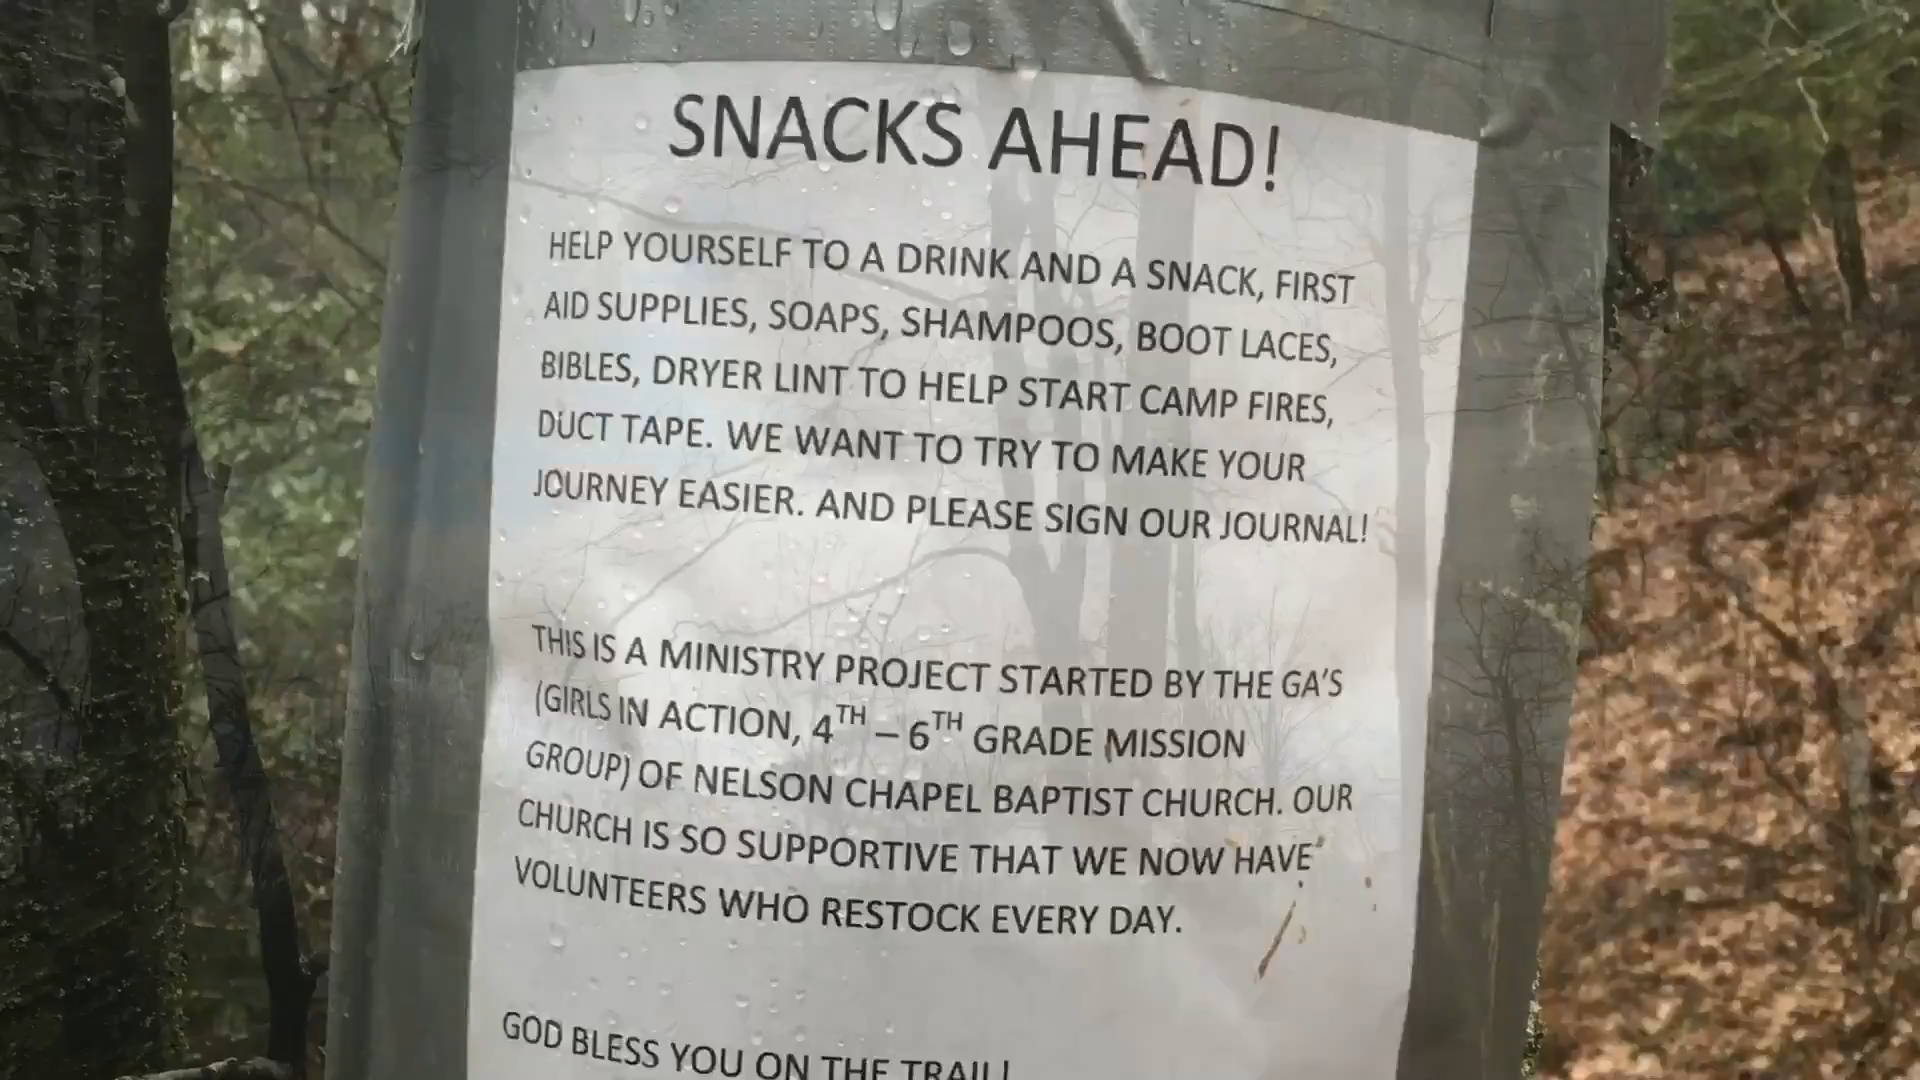 SNACKS AHEAD!
HELP YOURSELF TO A DRINK AND A SNACK, FIRST
AID SUPPLIES, SOAPS, SHAMPOOS, BOOT LACES,
BIBLES, DRYER LINT TO HELP START CAMP FIRES,
DUCT TAPE. WE WANT TO TRY TO MAKE YOUR
JOURNEY EASIER. AND PLEASE SIGN OUR JOURNAL!
THIS IS A MINISTRY PROJECT STARTED BY THE GA'S
(GIRLS IN ACTION, 4TH – 6TH GRADE MISSION
GROUP) OF NELSON CHAPEL BAPTIST CHURCH. OUR
CHURCH IS SO SUPPORTIVE THAT WE NOW HAVE
VOLUNTEERS WHO RESTOCK EVERY DAY.
GOD BLESS YOU ON THE TRAIL!